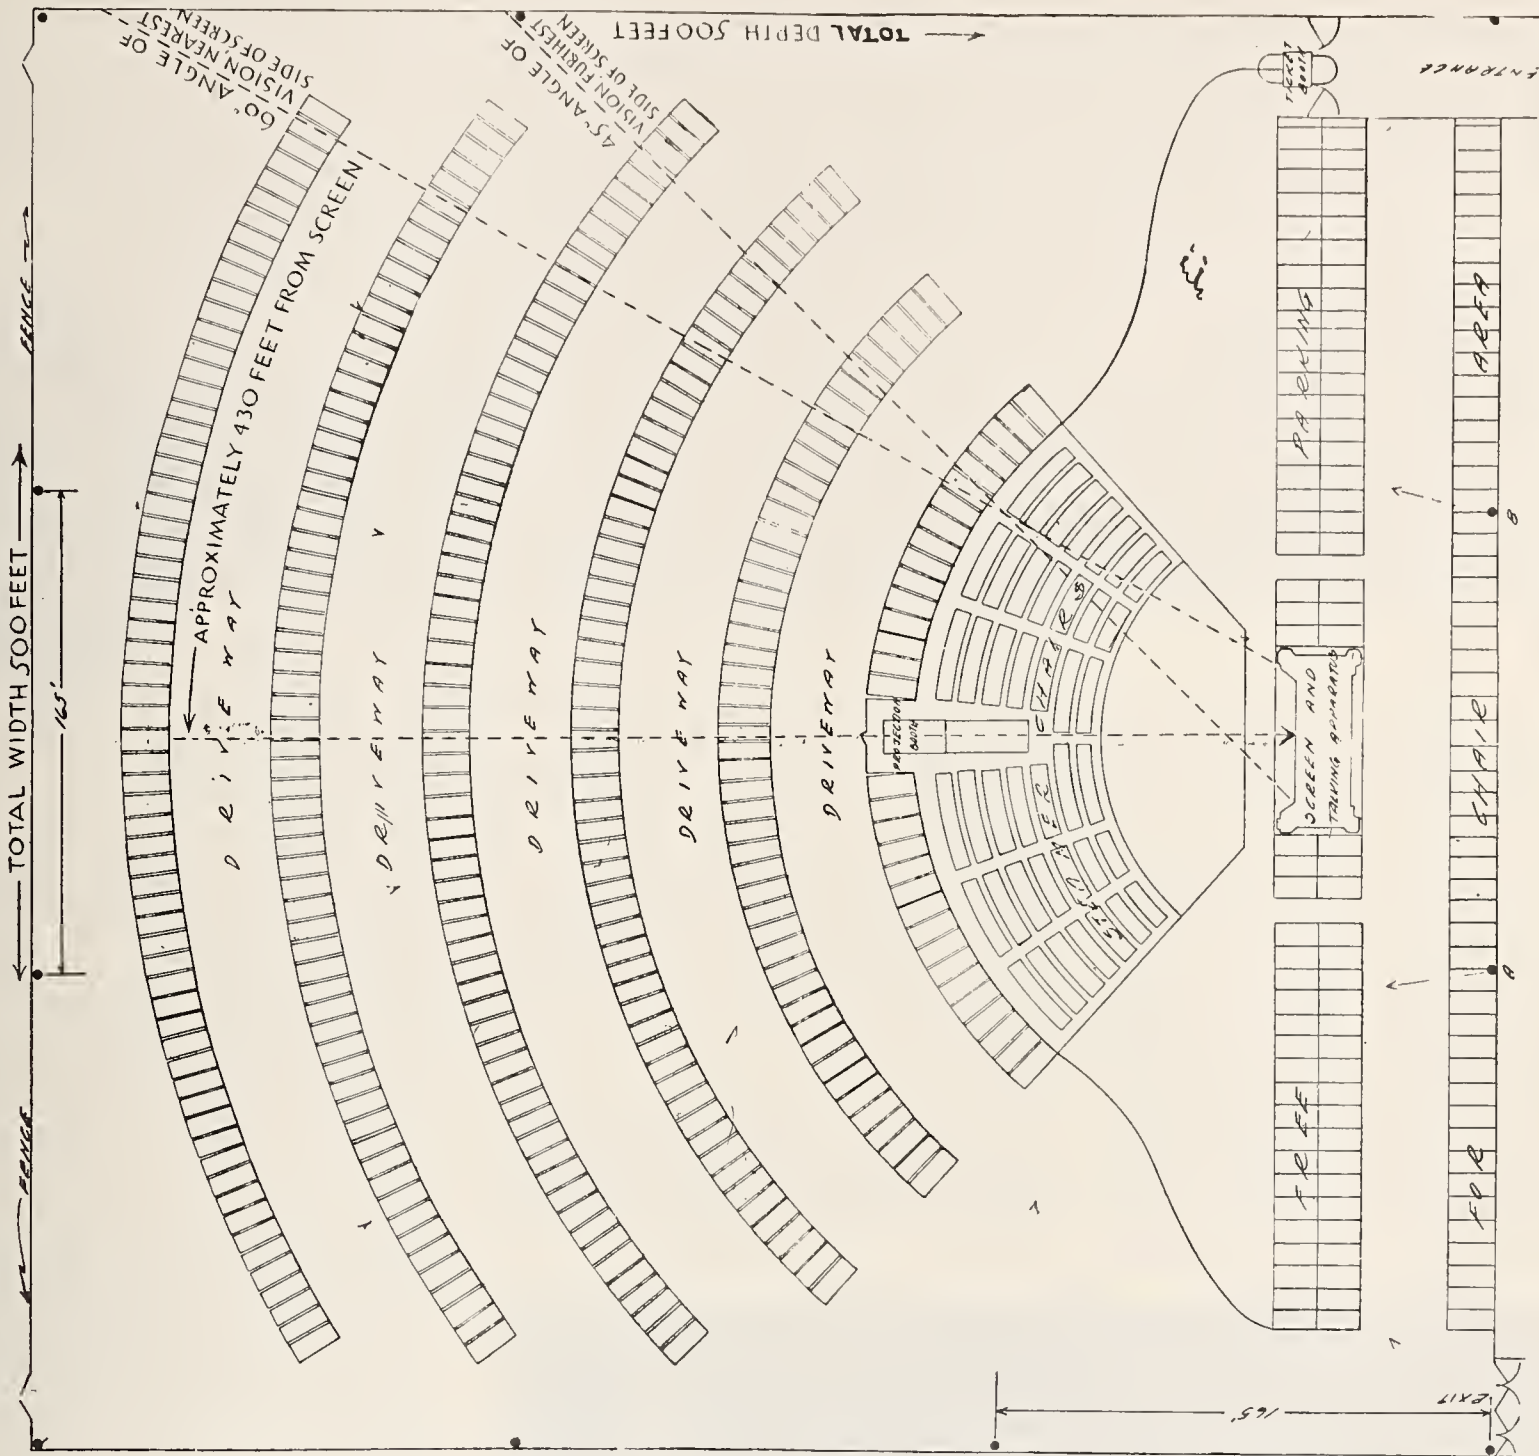 TOTAL WIDTH 500 FEET
165'
FENCE
FENCE
TOTAL DEPTH 500 FEET
60° ANGLE OF
VISION, NEAREST
SIDE OF SCREEN
45° ANGLE OF
VISION FURTHEST
SIDE OF SCREEN
APPROXIMATELY 430 FEET FROM SCREEN
DRIVEWAY
DRIVEWAY
DRIVEWAY
DRIVEWAY
DRIVEWAY
PROJECTION
BOOTH
STEAMER CHAIRS
SCREEN AND
TALKING APPARATUS
TICKET
BOOTH
ENTRANCE
FREE PARKING
FOR CHAIR AREA
A
B
165'
EXIT